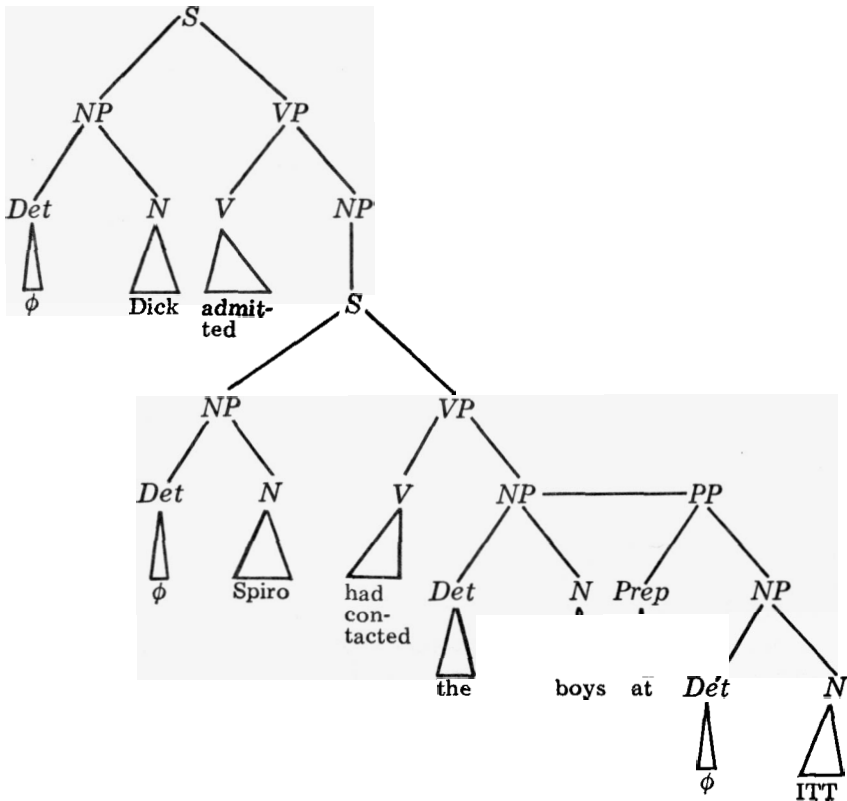 S
NP VP
Det N V NP
ϕ Dick admit-
ted
S
NP VP
Det N V NP PP
ϕ Spiro had
con-
tacted
Det N Prep NP
the boys at Det N
ϕ ITT